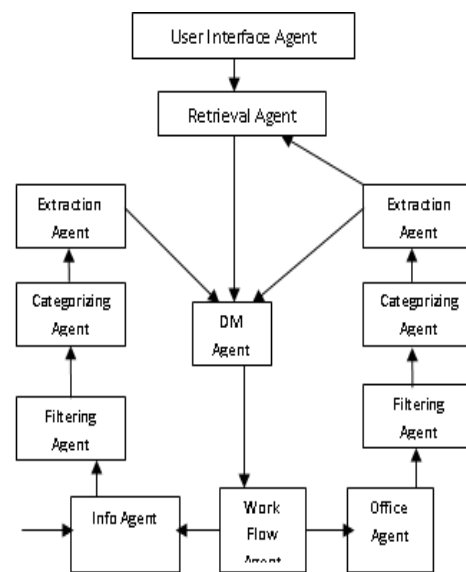 User Interface Agent
Retrieval Agent
Extraction
Agent
Extraction
Agent
Categorizing
Agent
DM
Agent
Categorizing
Agent
Filtering
Agent
Filtering
Agent
Info Agent
Work
Flow
Agent
Office
Agent